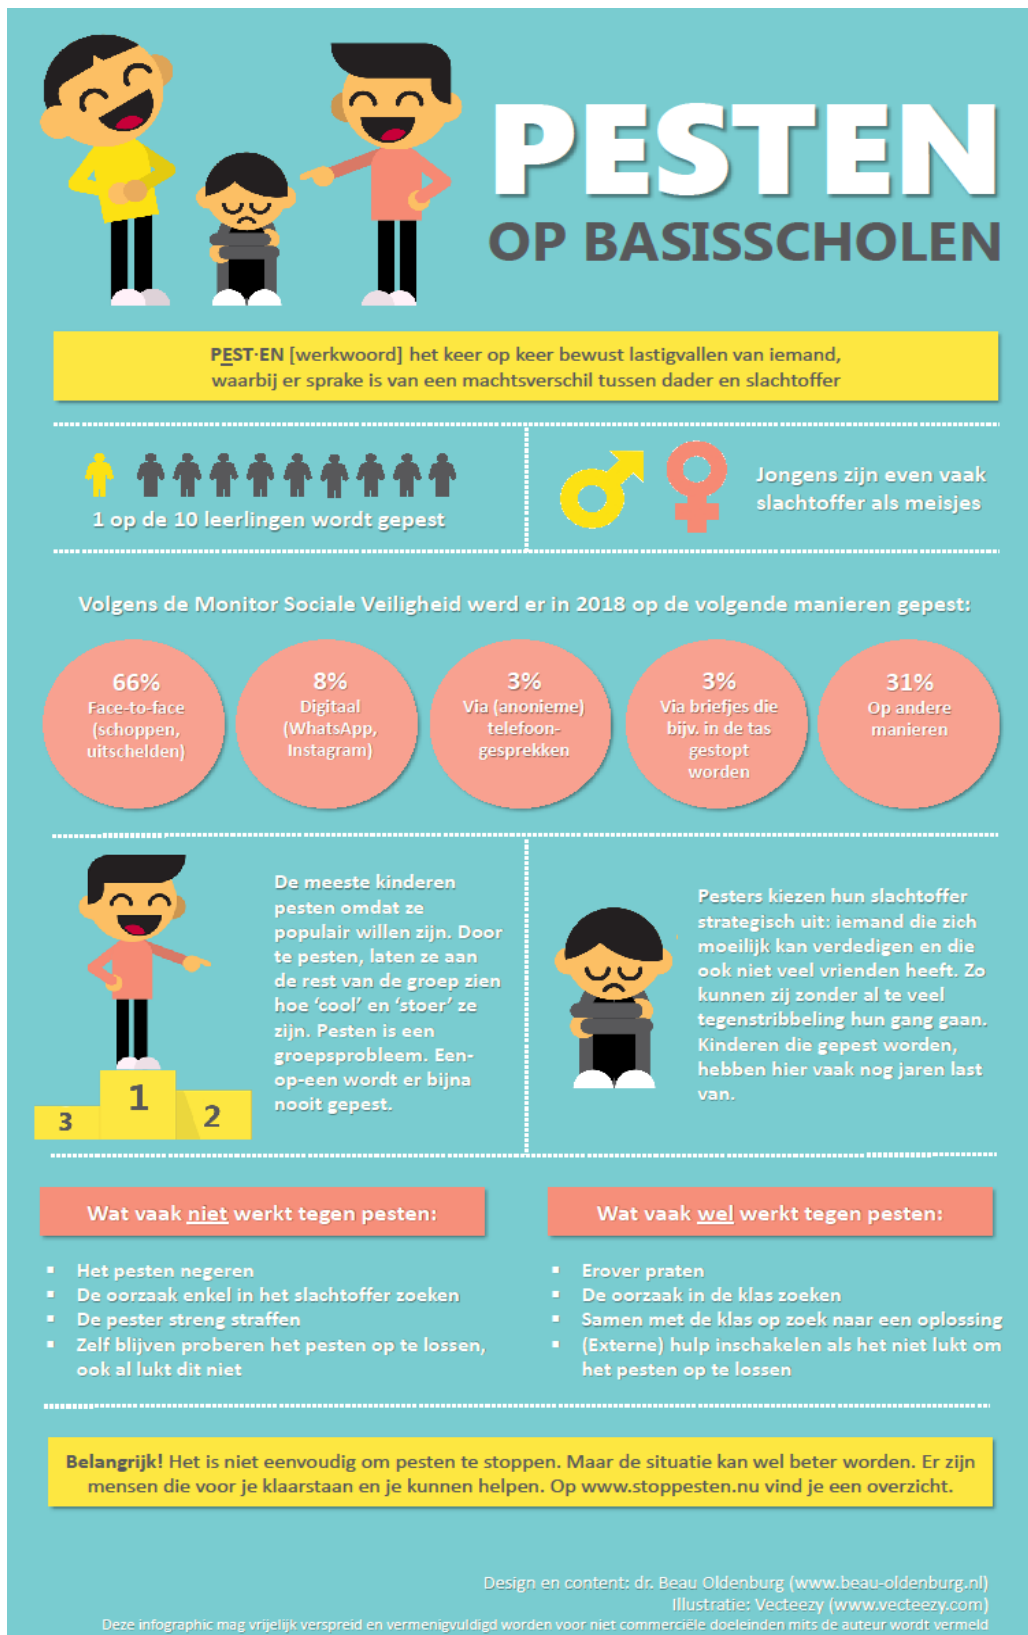 PESTEN
OP BASISSCHOLEN
PEST·EN [werkwoord] het keer op keer bewust lastigvallen van iemand,
waarbij er sprake is van een machtsverschil tussen dader en slachtoffer
1 op de 10 leerlingen wordt gepest
Jongens zijn even vaak
slachtoffer als meisjes
Volgens de Monitor Sociale Veiligheid werd er in 2018 op de volgende manieren gepest:
66%
Face-to-face
(schoppen,
uitschelden)
8%
Digitaal
(WhatsApp,
Instagram)
3%
Via (anonieme)
telefoon-
gesprekken
3%
Via briefjes die
bijv. in de tas
gestopt
worden
31%
Op andere
manieren
De meeste kinderen
pesten omdat ze
populair willen zijn. Door
te pesten, laten ze aan
de rest van de groep zien
hoe ‘cool’ en ‘stoer’ ze
zijn. Pesten is een
groepsprobleem. Een-
op-een wordt er bijna
nooit gepest.
1
2
3
Pesters kiezen hun slachtoffer
strategisch uit: iemand die zich
moeilijk kan verdedigen en die
ook niet veel vrienden heeft. Zo
kunnen zij zonder al te veel
tegenstribbeling hun gang gaan.
Kinderen die gepest worden,
hebben hier vaak nog jaren last
van.
Wat vaak niet werkt tegen pesten:
▪ Het pesten negeren
▪ De oorzaak enkel in het slachtoffer zoeken
▪ De pester streng straffen
▪ Zelf blijven proberen het pesten op te lossen,
ook al lukt dit niet
Wat vaak wel werkt tegen pesten:
▪ Erover praten
▪ De oorzaak in de klas zoeken
▪ Samen met de klas op zoek naar een oplossing
▪ (Externe) hulp inschakelen als het niet lukt om
het pesten op te lossen
Belangrijk! Het is niet eenvoudig om pesten te stoppen. Maar de situatie kan wel beter worden. Er zijn
mensen die voor je klaarstaan en je kunnen helpen. Op www.stoppesten.nu vind je een overzicht.
Design en content: dr. Beau Oldenburg (www.beau-oldenburg.nl)
Illustratie: Vecteezy (www.vecteezy.com)
Deze infographic mag vrijelijk verspreid en vermenigvuldigd worden voor niet commerciële doeleinden mits de auteur wordt vermeld